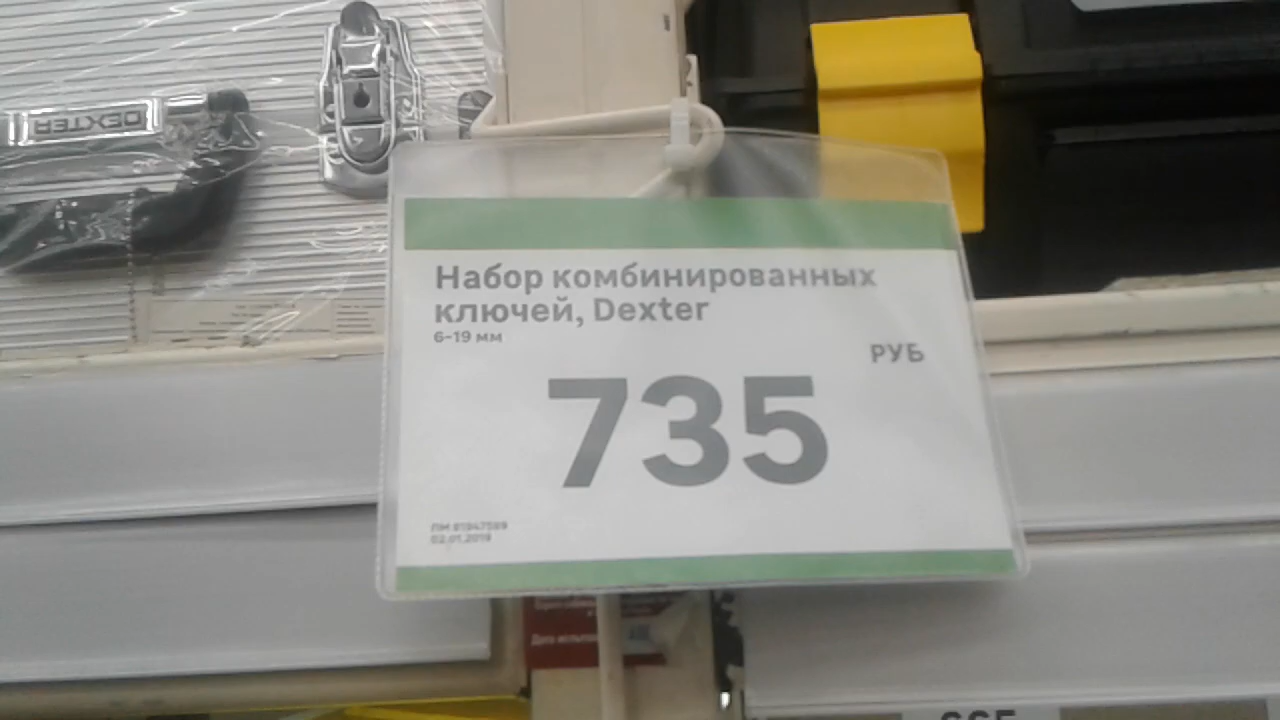 DEXTER
Набор комбинированных
ключей, Dexter
6-19 мм
РУБ
735
02.01.2019